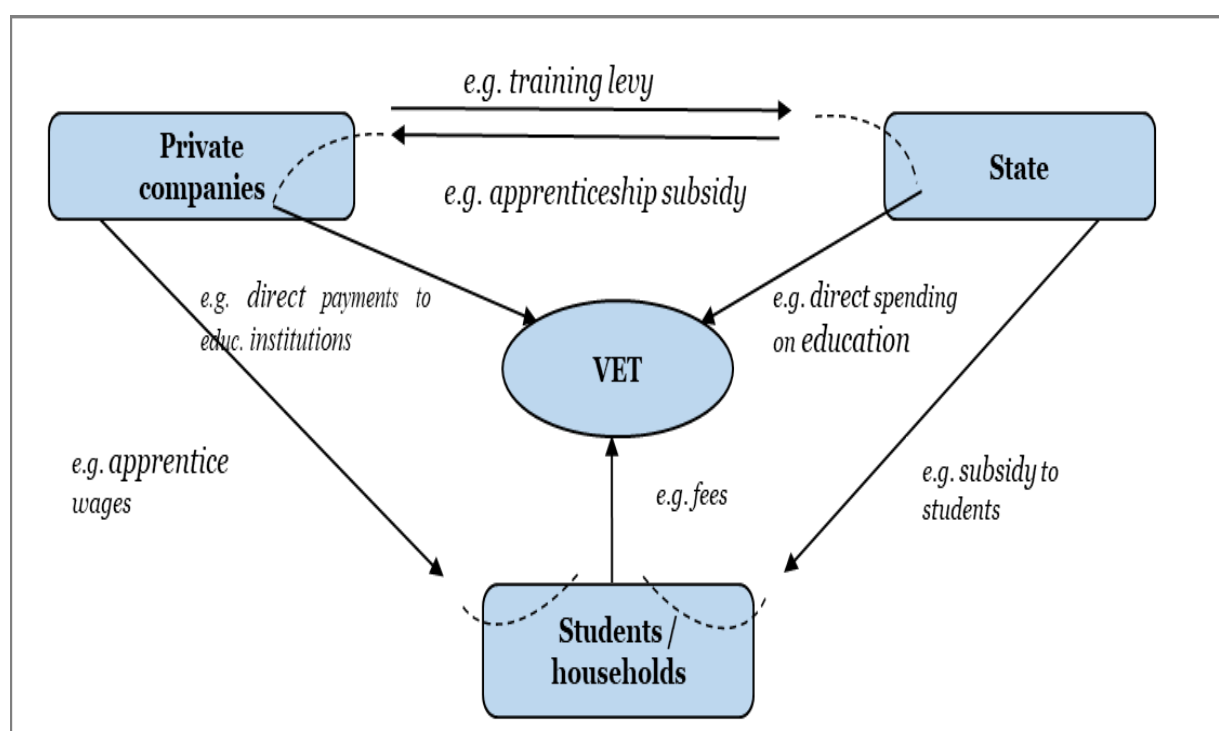 e.g. training levy
Private
companies
State
e.g. apprenticeship subsidy
e.g. direct payments to
educ. institutions
e.g. direct spending
on education
VET
e.g. apprentice
wages
e.g. fees
e.g. subsidy to
students
Students /
households